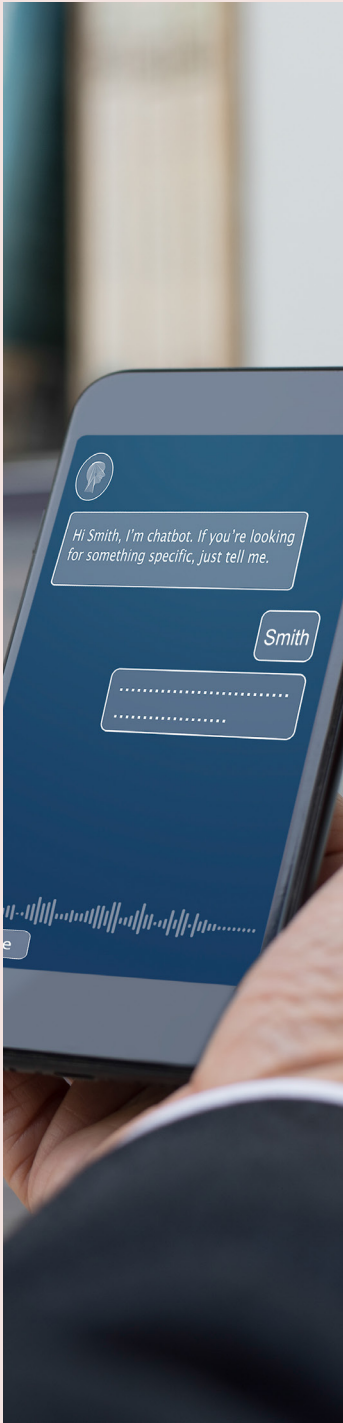 Hi Smith, I'm chatbot. If you're looking
for something specific, just tell me.
Smith
............................
...................
e